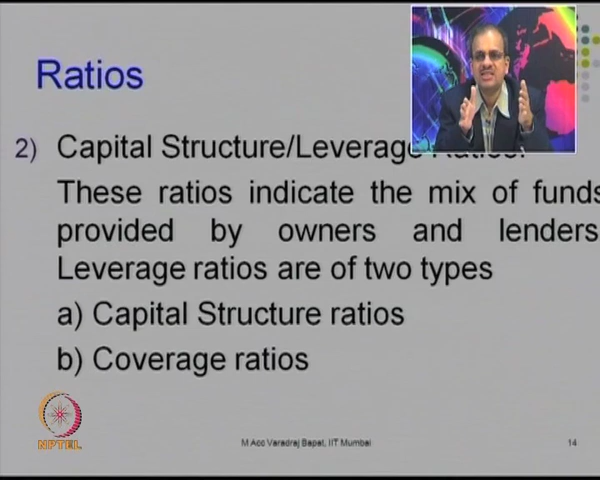 Ratios
2) Capital Structure/Leverage Ratios:
These ratios indicate the mix of funds
provided by owners and lenders
Leverage ratios are of two types
a) Capital Structure ratios
b) Coverage ratios
NPTEL
M Acc Varadraj Bapat, IIT Mumbai
14